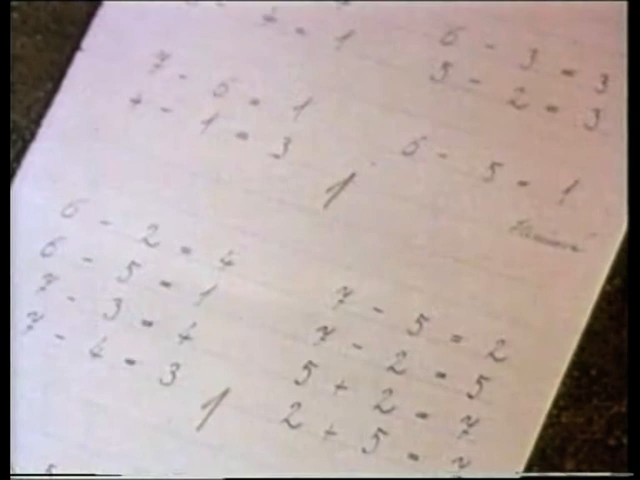 4 = 1
7 - 6 = 1
4 - 1 = 3
6 - 3 = 3
5 - 2 = 3
6 - 5 = 1
1
6 - 2 = 4
6 - 5 = 1
7 - 3 = 4
7 - 4 = 3
1
7 - 5 = 2
7 - 2 = 5
5 + 2 = 7
2 + 5 = 7